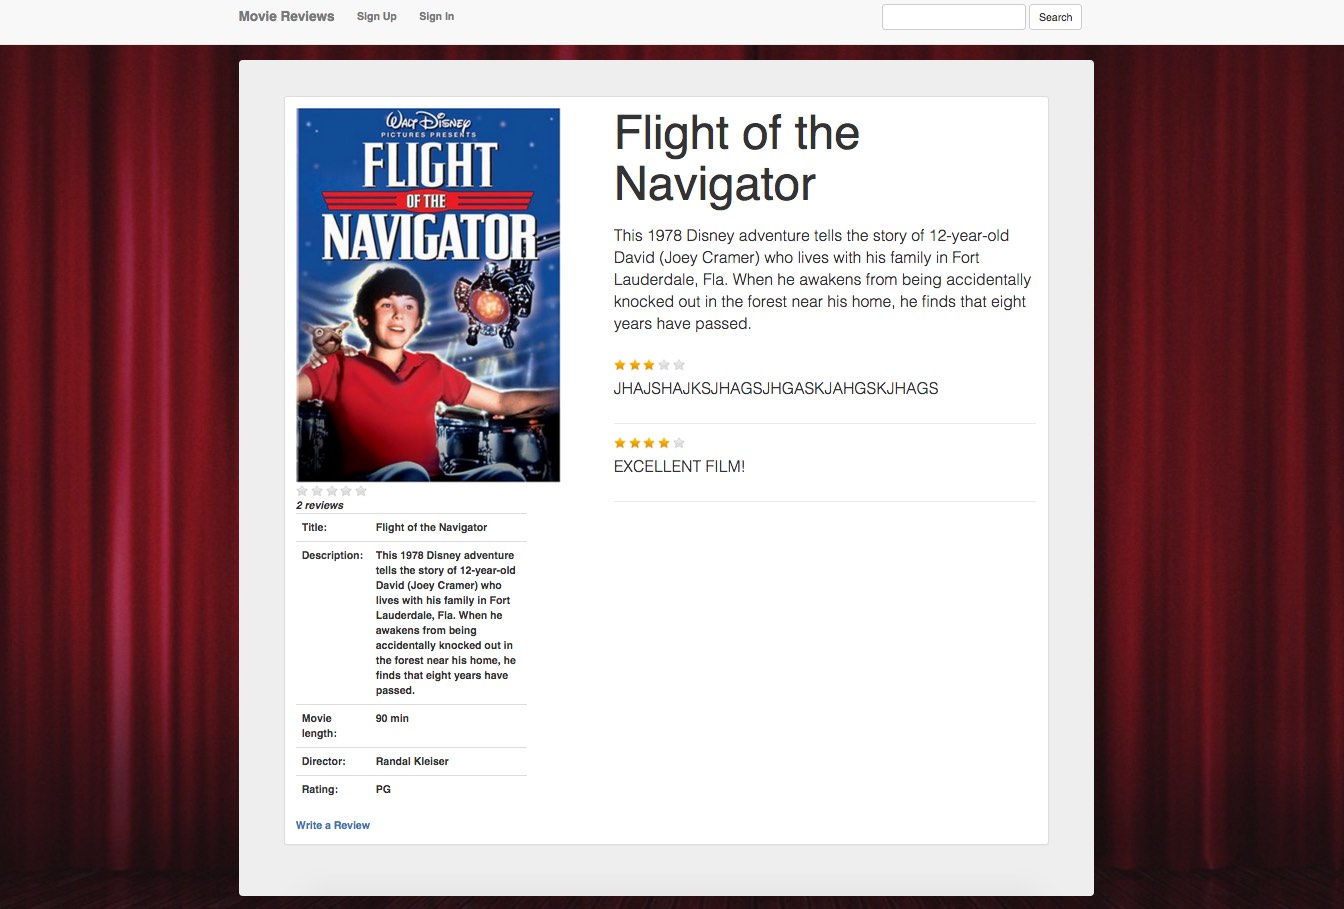 Movie Reviews Sign Up Sign In Search
WALT DISNEY
PICTURES PRESENTS
FLIGHT
OF THE
NAVIGATOR
2 reviews
Title: Flight of the Navigator
Description: This 1978 Disney adventure
tells the story of 12-year-old
David (Joey Cramer) who
lives with his family in Fort
Lauderdale, Fla. When he
awakens from being
accidentally knocked out in
the forest near his home, he
finds that eight years have
passed.
Movie 90 min
length:
Director: Randal Kleiser
Rating: PG
Write a Review
Flight of the
Navigator
This 1978 Disney adventure tells the story of 12-year-old
David (Joey Cramer) who lives with his family in Fort
Lauderdale, Fla. When he awakens from being accidentally
knocked out in the forest near his home, he finds that eight
years have passed.
JHAJSHAJKSJHAGSJHGASKJAHGSKJHAGS
EXCELLENT FILM!